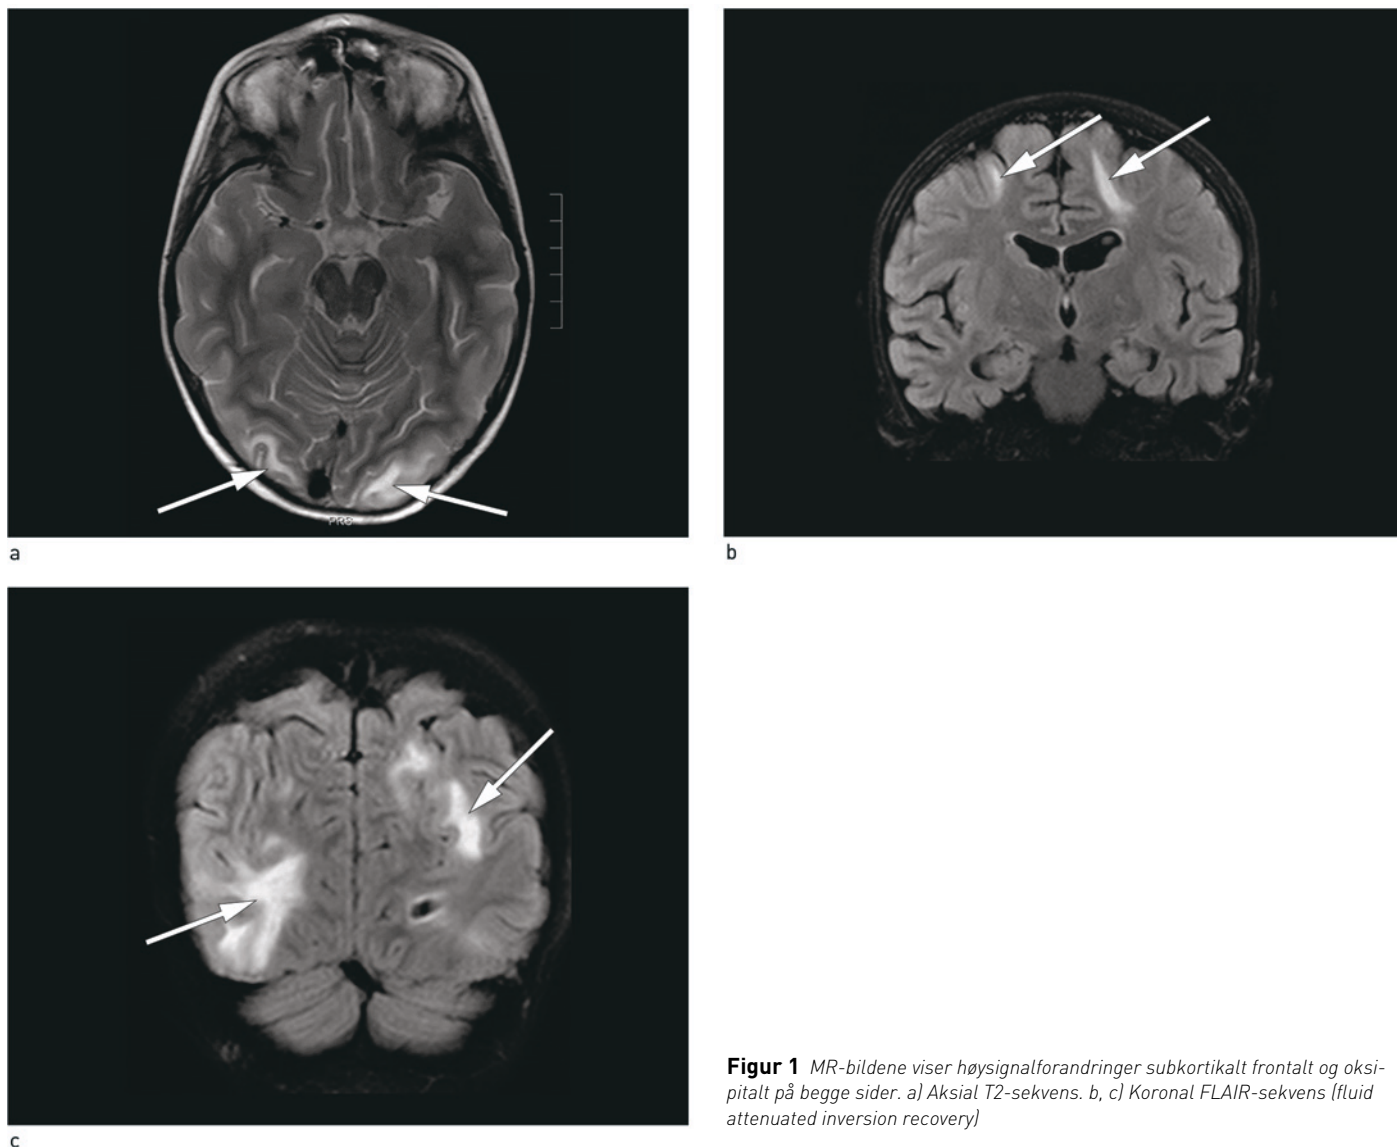 a
b
c
Figur 1 MR-bildene viser høysignalforandringer subkortikalt frontalt og oksi-
pitalt på begge sider. a) Aksial T2-sekvens. b, c) Koronal FLAIR-sekvens (fluid
attenuated inversion recovery)